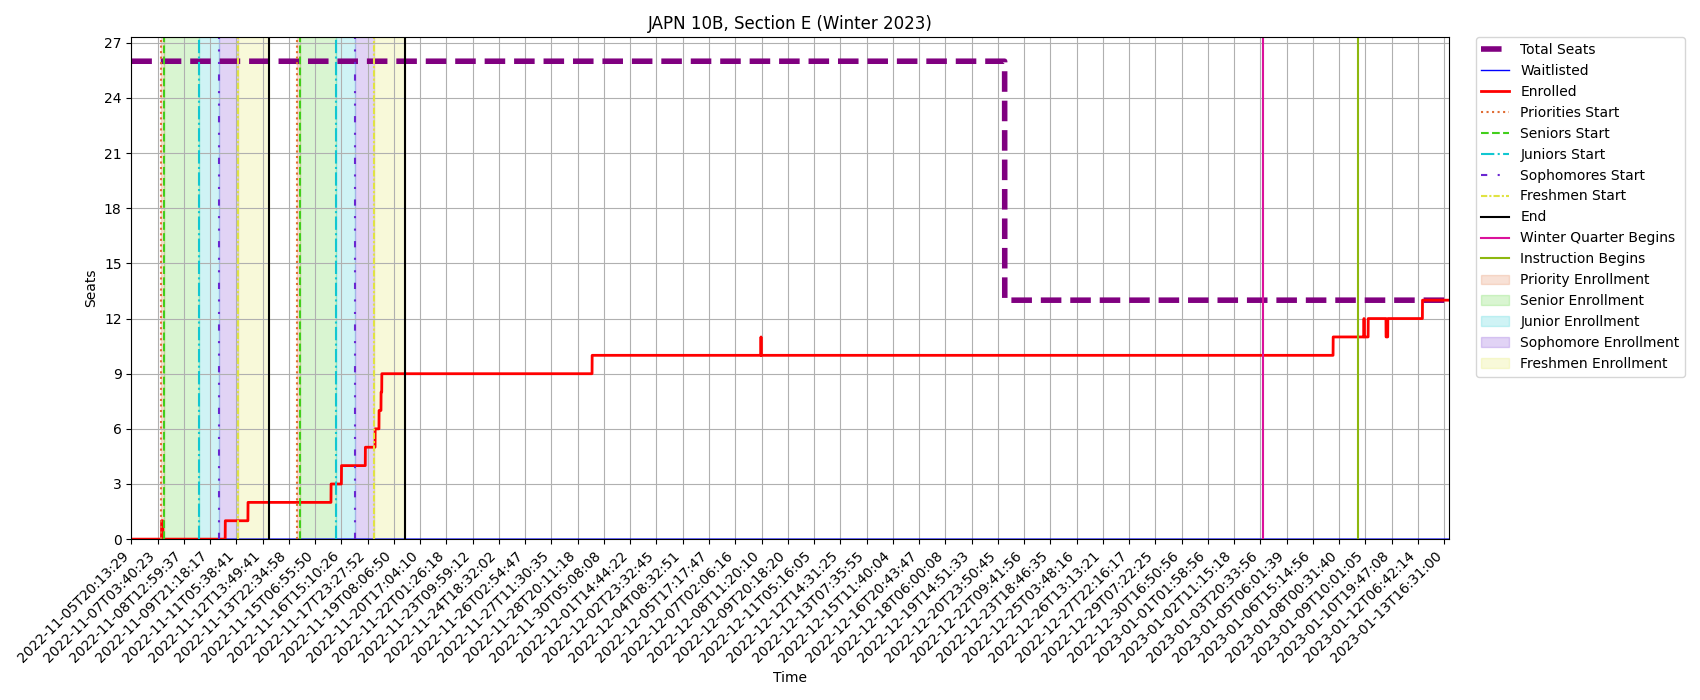 JAPN 10B, Section E (Winter 2023)
27
24
21
18
15
12
9
6
3
0
Seats
2022-11-05T20:13:29
2022-11-07T03:40:23
2022-11-08T12:59:37
2022-11-09T21:18:17
2022-11-11T05:38:41
2022-11-12T13:49:41
2022-11-13T22:34:58
2022-11-15T06:55:50
2022-11-16T15:10:26
2022-11-17T23:27:52
2022-11-19T08:06:50
2022-11-20T17:04:10
2022-11-22T01:26:18
2022-11-23T09:59:12
2022-11-24T18:32:02
2022-11-26T02:54:47
2022-11-27T11:30:35
2022-11-28T20:11:18
2022-11-30T05:08:08
2022-12-01T14:44:22
2022-12-02T23:32:45
2022-12-04T08:32:51
2022-12-05T17:17:47
2022-12-07T02:06:16
2022-12-08T11:20:10
2022-12-09T20:18:20
2022-12-11T05:16:05
2022-12-12T14:31:25
2022-12-13T17:35:55
2022-12-15T11:40:04
2022-12-16T20:43:47
2022-12-18T06:00:08
2022-12-19T14:51:33
2022-12-20T23:50:45
2022-12-22T09:41:56
2022-12-23T18:46:35
2022-12-25T03:48:16
2022-12-26T13:13:21
2022-12-27T22:16:17
2022-12-29T07:22:25
2022-12-30T16:50:56
2023-01-01T01:58:56
2023-01-02T11:15:18
2023-01-03T20:33:56
2023-01-05T06:01:39
2023-01-06T15:14:56
2023-01-08T00:31:40
2023-01-09T10:01:05
2023-01-10T19:47:08
2023-01-12T06:42:14
2023-01-13T16:31:00
Time
Total Seats
Waitlisted
Enrolled
Priorities Start
Seniors Start
Juniors Start
Sophomores Start
Freshmen Start
End
Winter Quarter Begins
Instruction Begins
Priority Enrollment
Senior Enrollment
Junior Enrollment
Sophomore Enrollment
Freshmen Enrollment